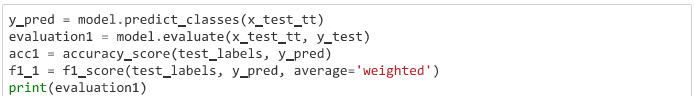 y_pred = model.predict_classes(x_test_tt)
evaluation1 = model.evaluate(x_test_tt, y_test)
acc1 = accuracy_score(test_labels, y_pred)
f1_1 = f1_score(test_labels, y_pred, average='weighted')
print(evaluation1)